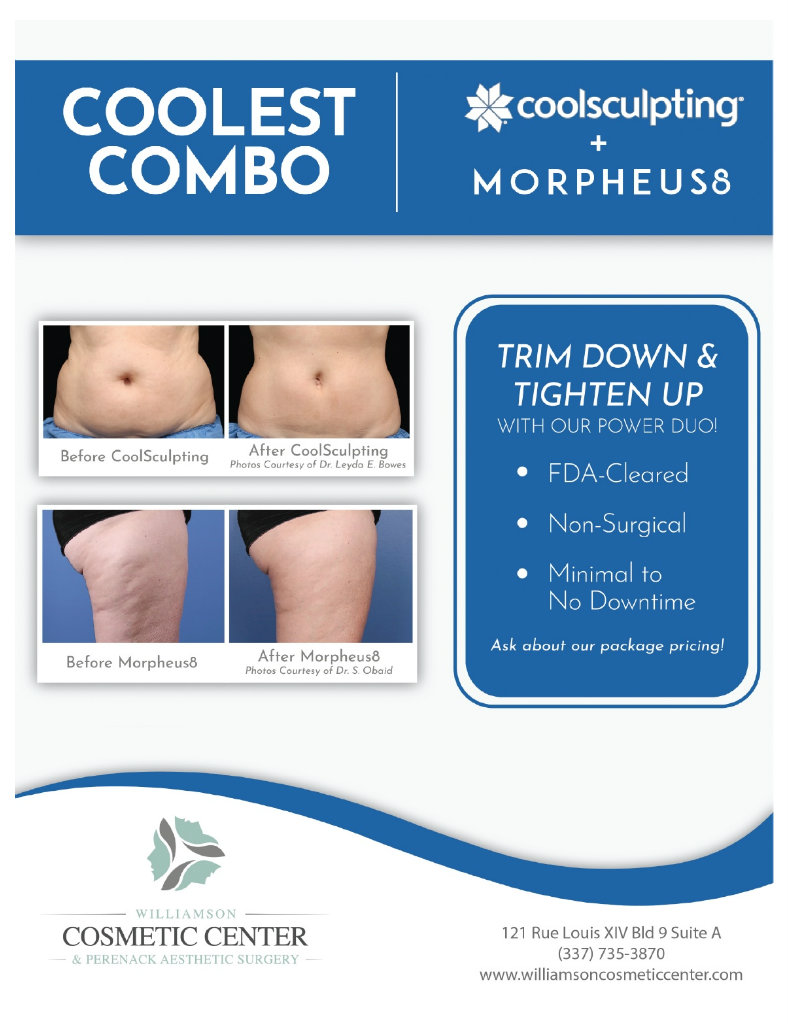 COOLEST
COMBO
coolsculpting®
+
MORPHEUS8
Before CoolSculpting
After CoolSculpting
Photos Courtesy of Dr. Leyda E. Bowes
Before Morpheus8
After Morpheus8
Photos Courtesy of Dr. S. Obaid
TRIM DOWN &
TIGHTEN UP
WITH OUR POWER DUO!
• FDA-Cleared
• Non-Surgical
• Minimal to
No Downtime
Ask about our package pricing!
WILLIAMSON
COSMETIC CENTER
& PERENACK AESTHETIC SURGERY
121 Rue Louis XIV Bld 9 Suite A
(337) 735-3870
www.williamsoncosmeticcenter.com